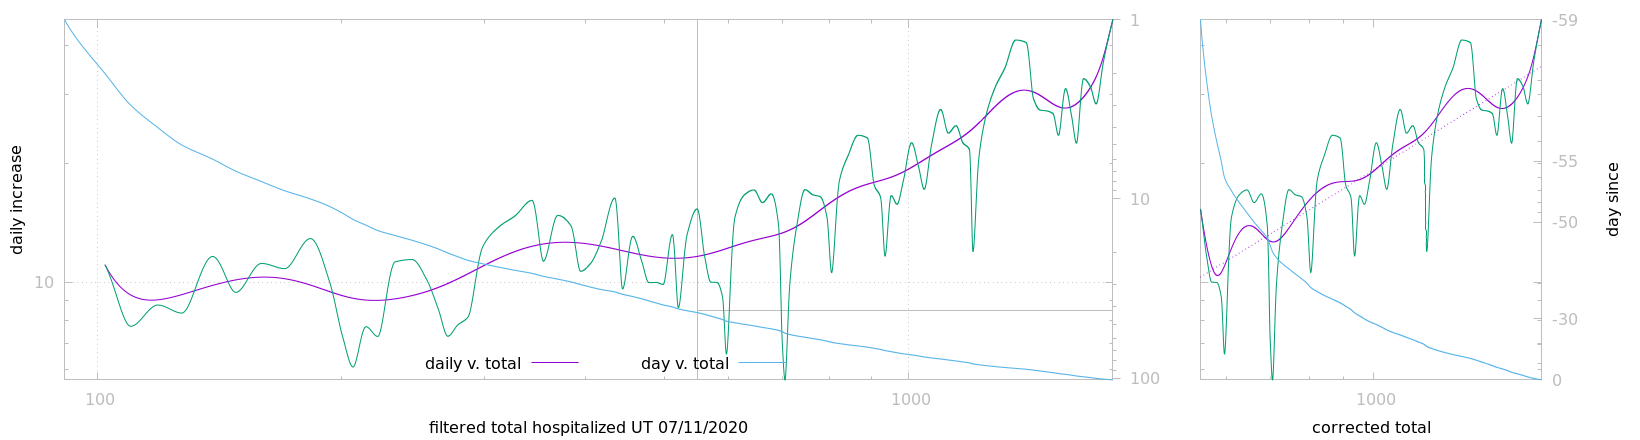 daily increase
10
1
10
100
daily v. total
day v. total
100
1000
filtered total hospitalized UT 07/11/2020
-59
-55
-50
-30
0
day since
1000
corrected total